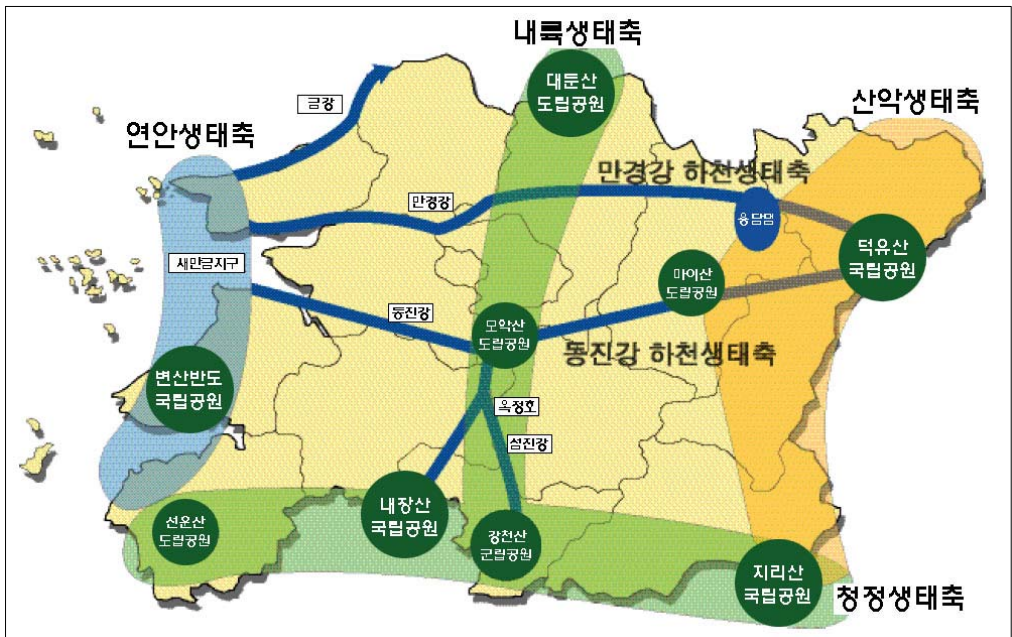 내륙생태축
대둔산
도립공원
산악생태축
금강
연안생태축
만경강 하천생태축
만경강
용담댐
덕유산
국립공원
새만금지구
마이산
도립공원
동진강
모악산
도립공원
동진강 하천생태축
변산반도
국립공원
옥정호
섬진강
내장산
국립공원
선운산
도립공원
강천산
군립공원
지리산
국립공원
청정생태축